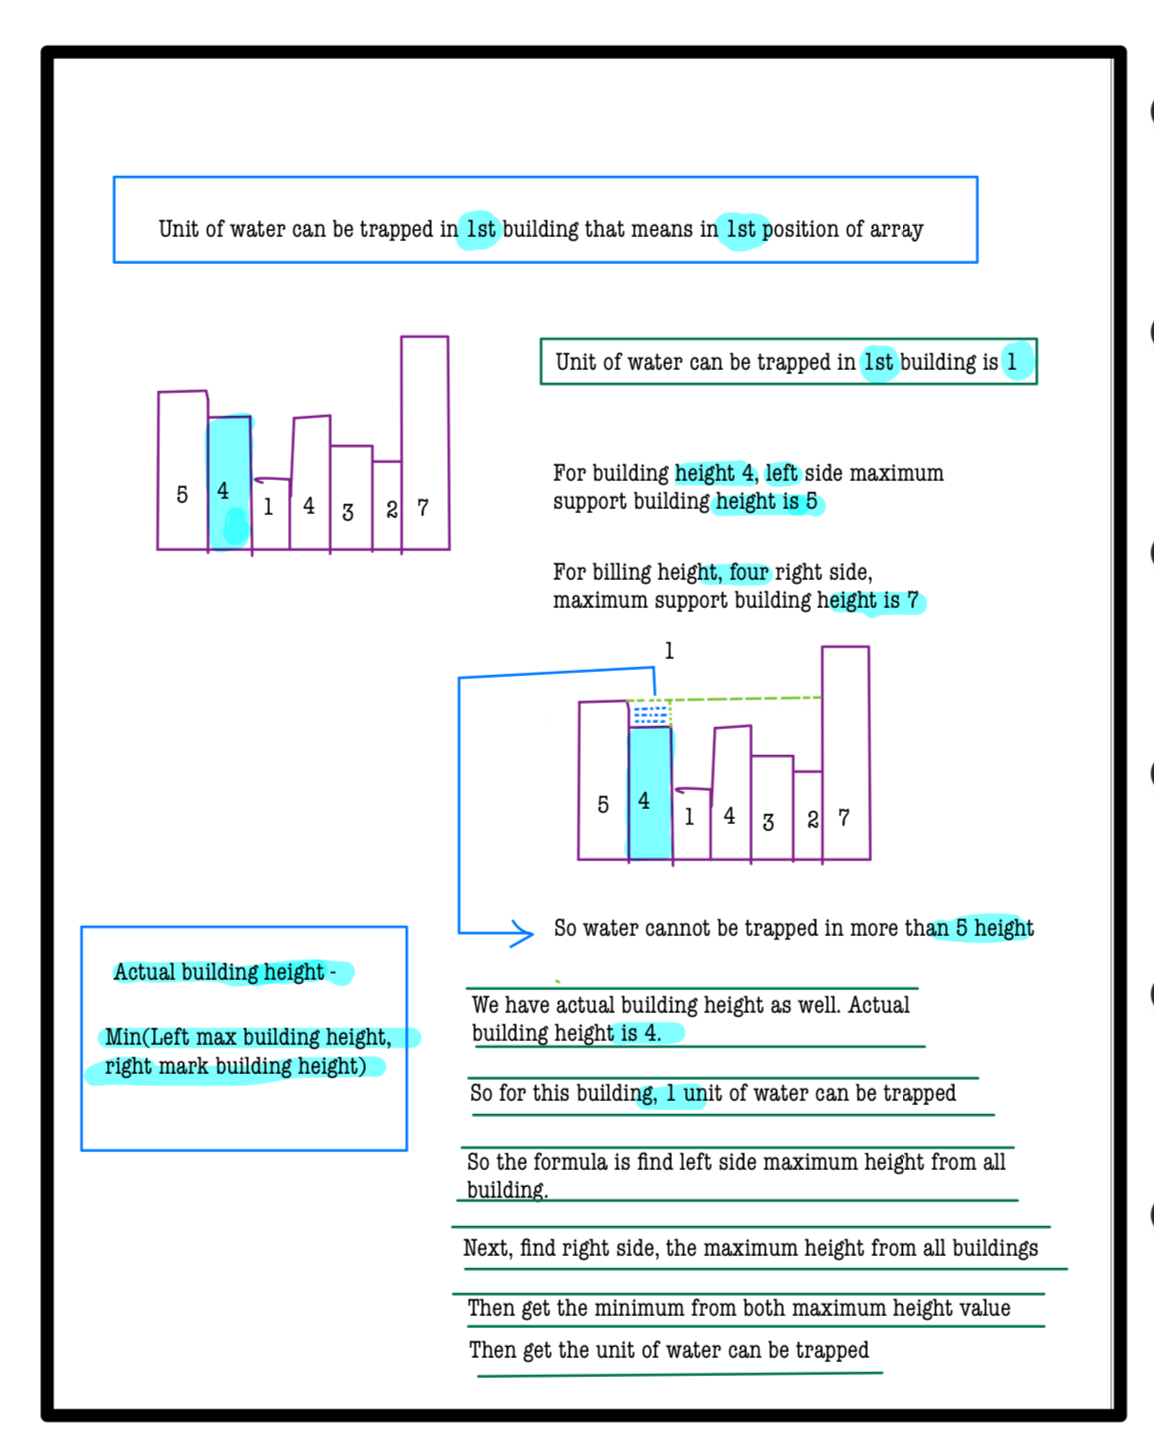 Unit of water can be trapped in 1st building that means in 1st position of array
Unit of water can be trapped in 1st building is 1
5 4 1 4 3 2 7
For building height 4, left side maximum
support building height is 5
For billing height, four right side,
maximum support building height is 7
1
5 4 1 4 3 2 7
So water cannot be trapped in more than 5 height
Actual building height -
Min(Left max building height,
right mark building height)
We have actual building height as well. Actual
building height is 4.
So for this building, 1 unit of water can be trapped
So the formula is find left side maximum height from all
building.
Next, find right side, the maximum height from all buildings
Then get the minimum from both maximum height value
Then get the unit of water can be trapped